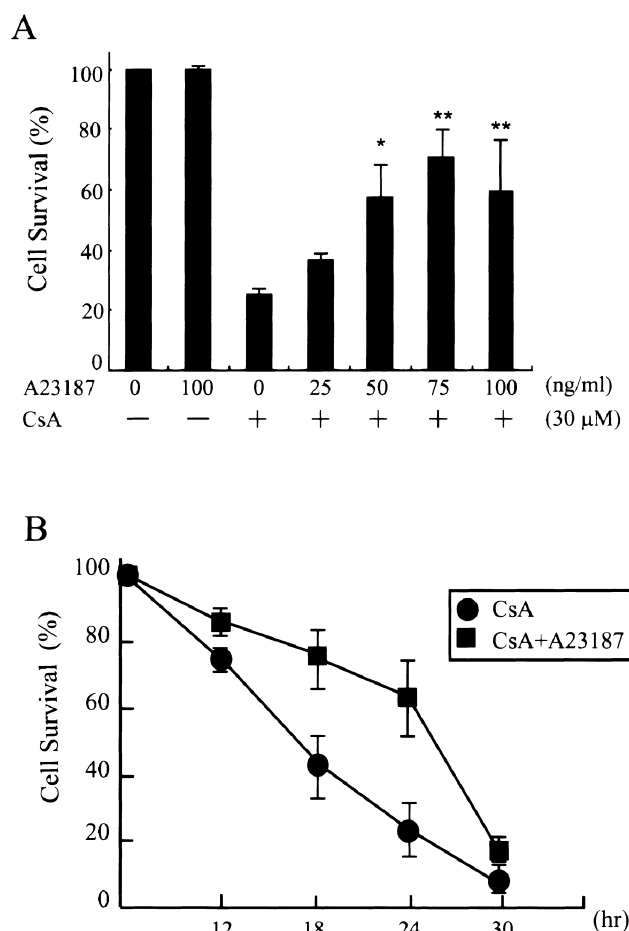 A
Cell Survival (%)
100
80
60
40
20
0
* ** **
A23187 0 100 0 25 50 75 100 (ng/ml)
CsA — — + + + + + (30 μM)
B
Cell Survival (%)
100
80
60
40
20
0
CsA
CsA+A23187
12 18 24 30 (hr)